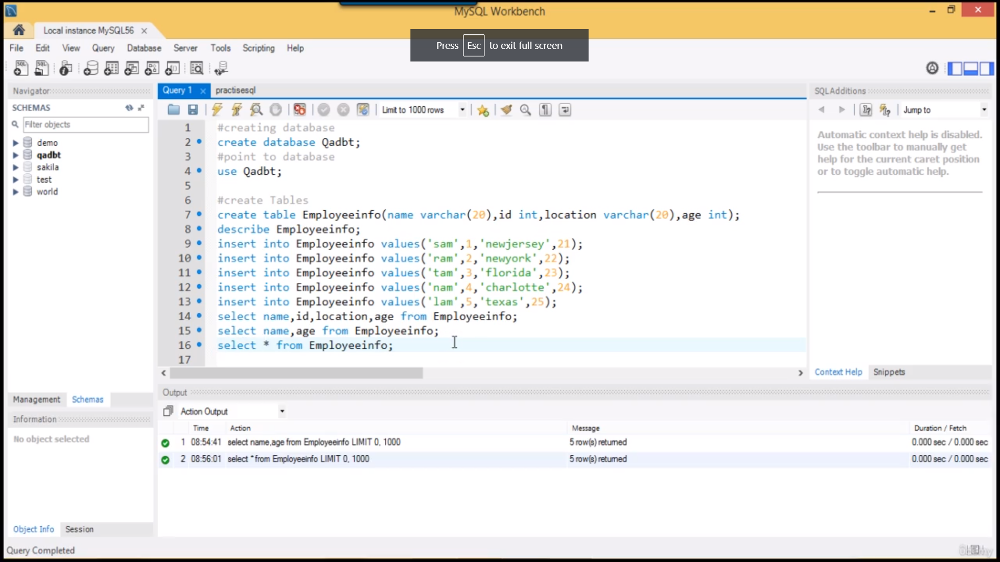 MySQL Workbench
Local instance MySQL56
Press Esc to exit full screen
File Edit View Query Database Server Tools Scripting Help
Navigator
SCHEMAS
Filter objects
demo
qadbt
sakila
test
world
Management Schemas
Information
No object selected
Object Info Session
Query 1 practisesql
Limit to 1000 rows
1 #creating database
2 create database Qadbt;
3 #point to database
4 use Qadbt;
5
6 #create Tables
7 create table Employeeinfo(name varchar(20),id int,location varchar(20),age int);
8 describe Employeeinfo;
9 insert into Employeeinfo values('sam',1,'newjersey',21);
10 insert into Employeeinfo values('ram',2,'newyork',22);
11 insert into Employeeinfo values('tam',3,'florida',23);
12 insert into Employeeinfo values('nam',4,'charlotte',24);
13 insert into Employeeinfo values('lam',5,'texas',25);
14 select name,id,location,age from Employeeinfo;
15 select name,age from Employeeinfo;
16 select * from Employeeinfo;
17
SQLAdditions
Jump to
Automatic context help is disabled.
Use the toolbar to manually get
help for the current caret position
or to toggle automatic help.
Context Help Snippets
Output
Action Output
Time Action Message Duration / Fetch
1 08:54:41 select name,age from Employeeinfo LIMIT 0, 1000 5 row(s) returned 0.000 sec / 0.000 sec
2 08:56:01 select * from Employeeinfo LIMIT 0, 1000 5 row(s) returned 0.000 sec / 0.000 sec
Query Completed